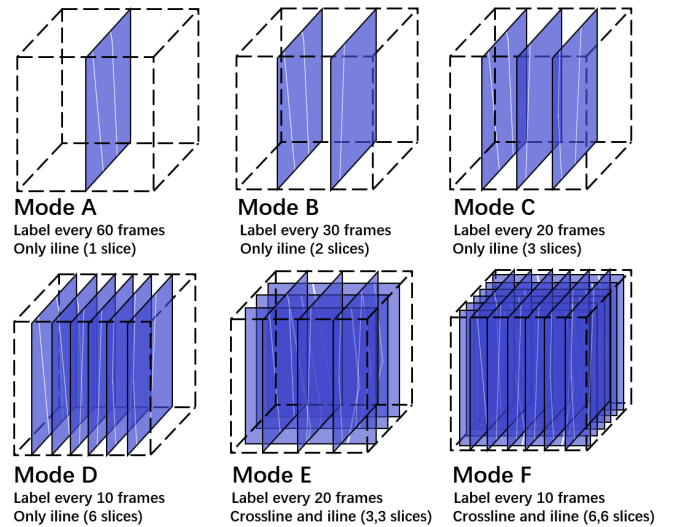 Mode A
Label every 60 frames
Only iline (1 slice)
Mode B
Label every 30 frames
Only iline (2 slices)
Mode C
Label every 20 frames
Only iline (3 slices)
Mode D
Label every 10 frames
Only iline (6 slices)
Mode E
Label every 20 frames
Crossline and iline (3,3 slices)
Mode F
Label every 10 frames
Crossline and iline (6,6 slices)